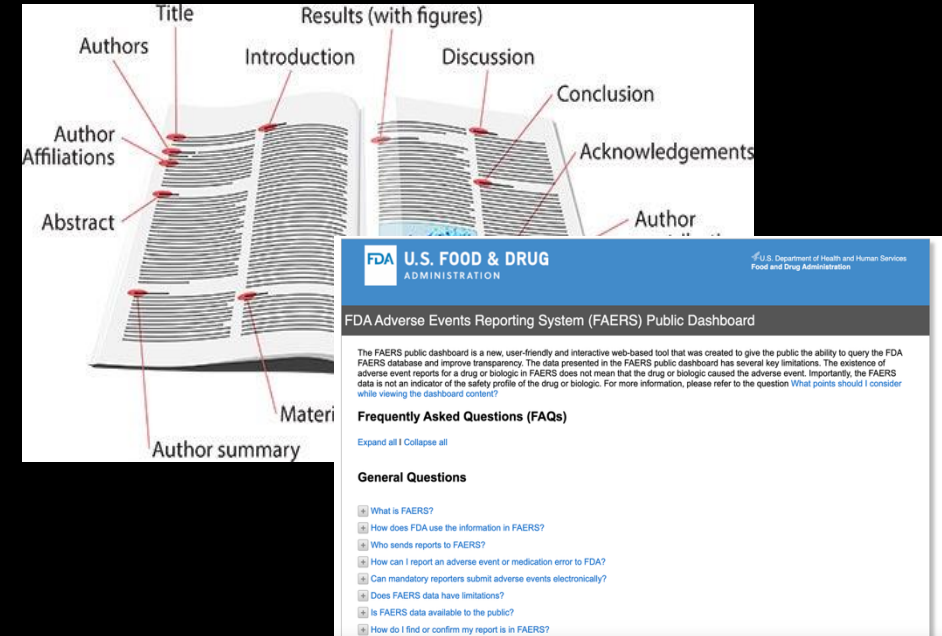 Title
Results (with figures)
Authors
Introduction
Discussion
Conclusion
Author
Affiliations
Acknowledgements
Abstract
Author
FDA U.S. FOOD & DRUG
ADMINISTRATION
U.S. Department of Health and Human Services
Food and Drug Administration
FDA Adverse Events Reporting System (FAERS) Public Dashboard
The FAERS public dashboard is a new, user-friendly and interactive web-based tool that was created to give the public the ability to query the FDA
FAERS database and improve transparency. The data presented in the FAERS public dashboard has several key limitations. The existence of
adverse event reports for a drug or biologic in FAERS does not mean that the drug or biologic caused the adverse event. Importantly, the FAERS
data is not an indicator of the safety profile of the drug or biologic. For more information, please refer to the question What points should I consider
while viewing the dashboard content?
Frequently Asked Questions (FAQs)
Expand all I Collapse all
General Questions
What is FAERS?
How does FDA use the information in FAERS?
Who sends reports to FAERS?
How can I report an adverse event or medication error to FDA?
Can mandatory reporters submit adverse events electronically?
Does FAERS data have limitations?
Is FAERS data available to the public?
How do I find or confirm my report is in FAERS?
Materi
Author summary